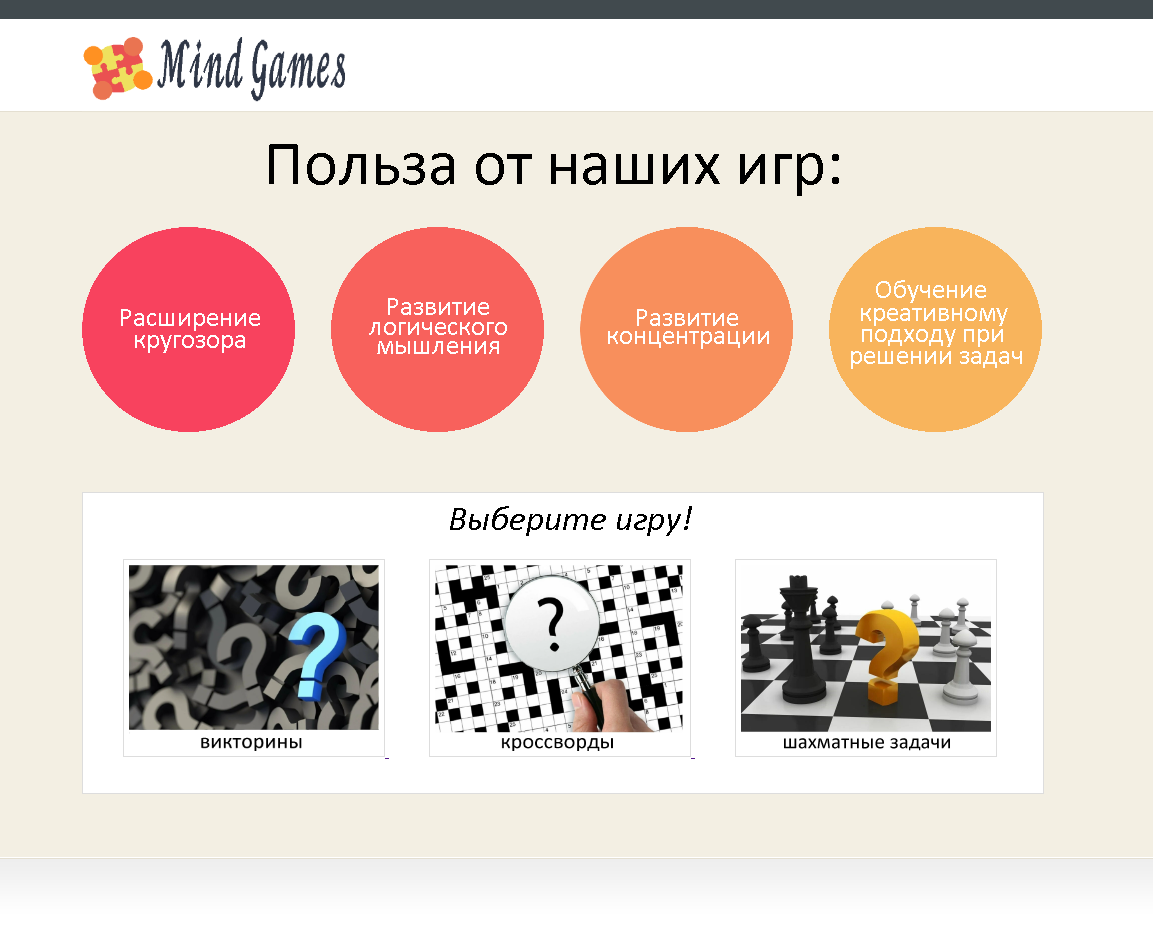 Mind Games
Польза от наших игр:
Расширение
кругозора
Развитие
логического
мышления
Развитие
концентрации
Обучение
креативному
подходу при
решении задач
Выберите игру!
?
викторины
?
кроссворды
?
шахматные задачи